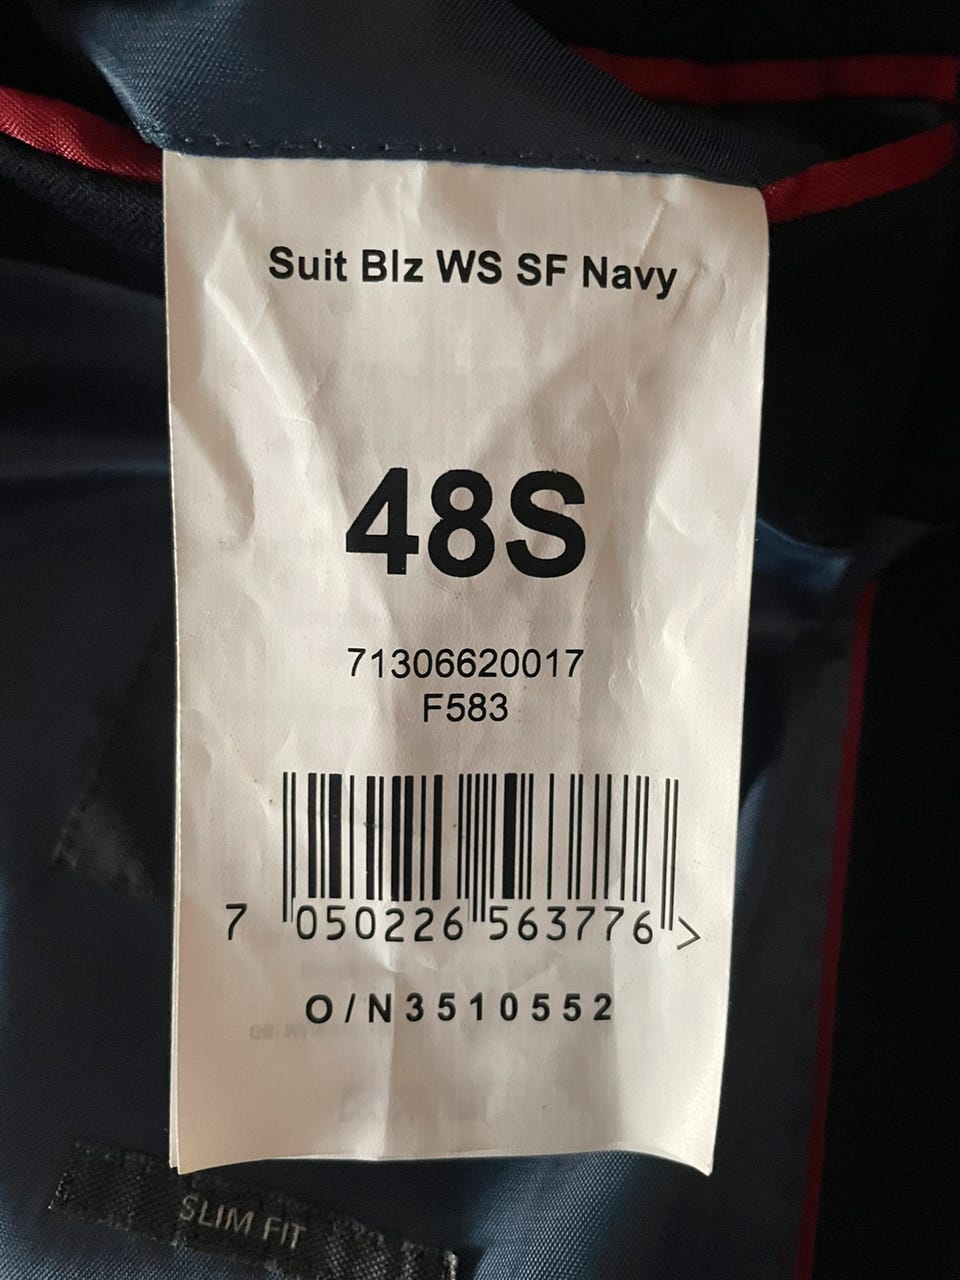 Suit Blz WS SF Navy
48S
71306620017
F583
7 050226 563776 >
O/N3510552
SLIM FIT